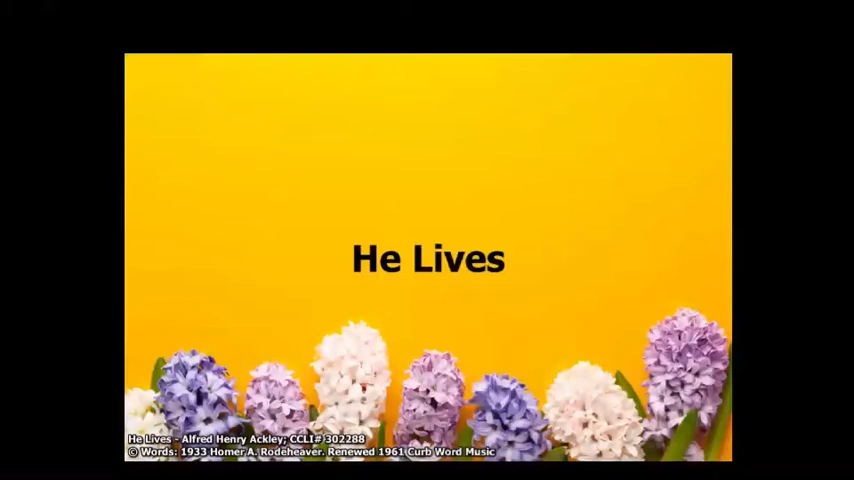 He Lives
He Lives - Alfred Henry Ackley; CCLI# 302288
© Words: 1933 Homer A. Rodeheaver. Renewed 1961 Curb Word Music